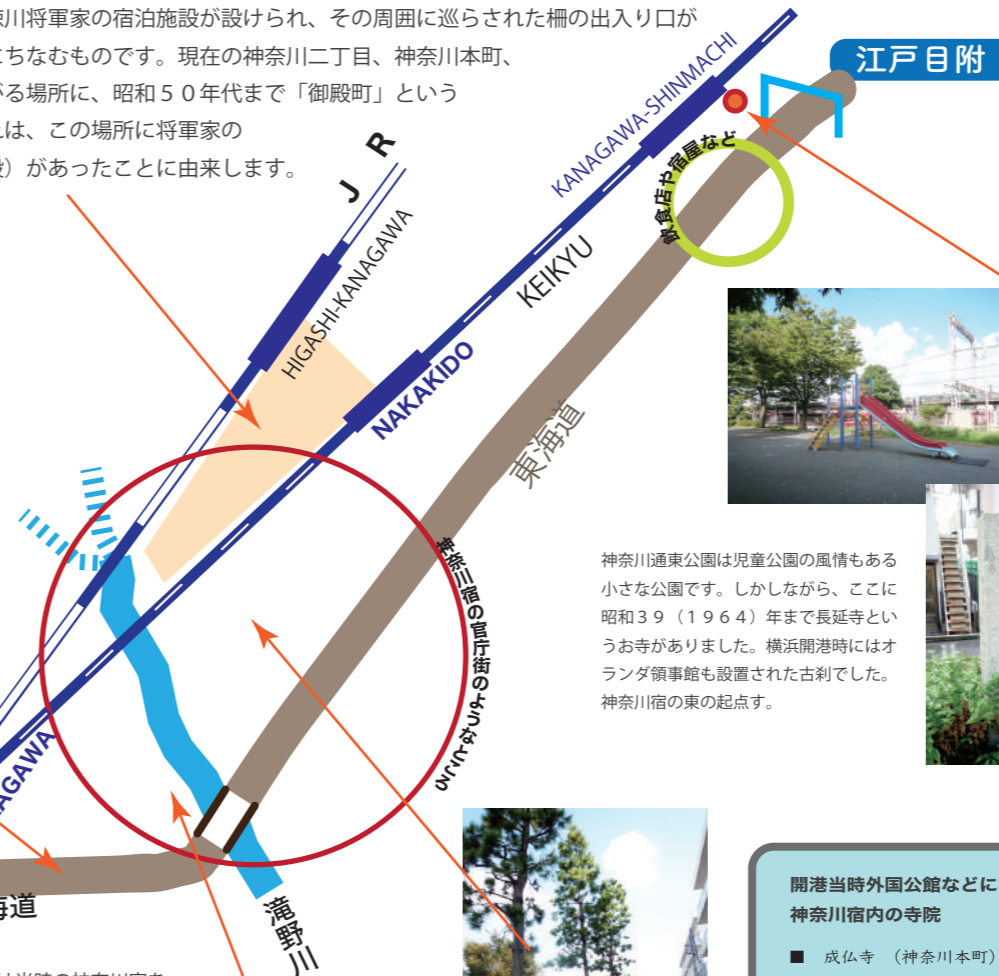 川将軍家の宿泊施設が設けられ、その周囲に巡らされた柵の出入り口が
ちなむものです。現在の神奈川二丁目、神奈川本町、
る場所に、昭和５０年代まで「御殿町」という
は、この場所に将軍家の
）があったことに由来します。
江戸目附
KANAGAWA-SHINMACHI
飲食店や宿屋など
JR
HIGASHI-KANAGAWA
KEIKYU
NAKAKIDO
東海道
神奈川宿の官庁街のようなところ
神奈川通東公園は児童公園の風情もある
小さな公園です。しかしながら、ここに
昭和３９（１９６４）年まで長延寺とい
うお寺がありました。横浜開港時にはオ
ランダ領事館も設置された古刹でした。
神奈川宿の東の起点す。
AGAWA
海道
滝野川
開港当時外国公館などに
神奈川宿内の寺院
■ 成仏寺 （神奈川本町）